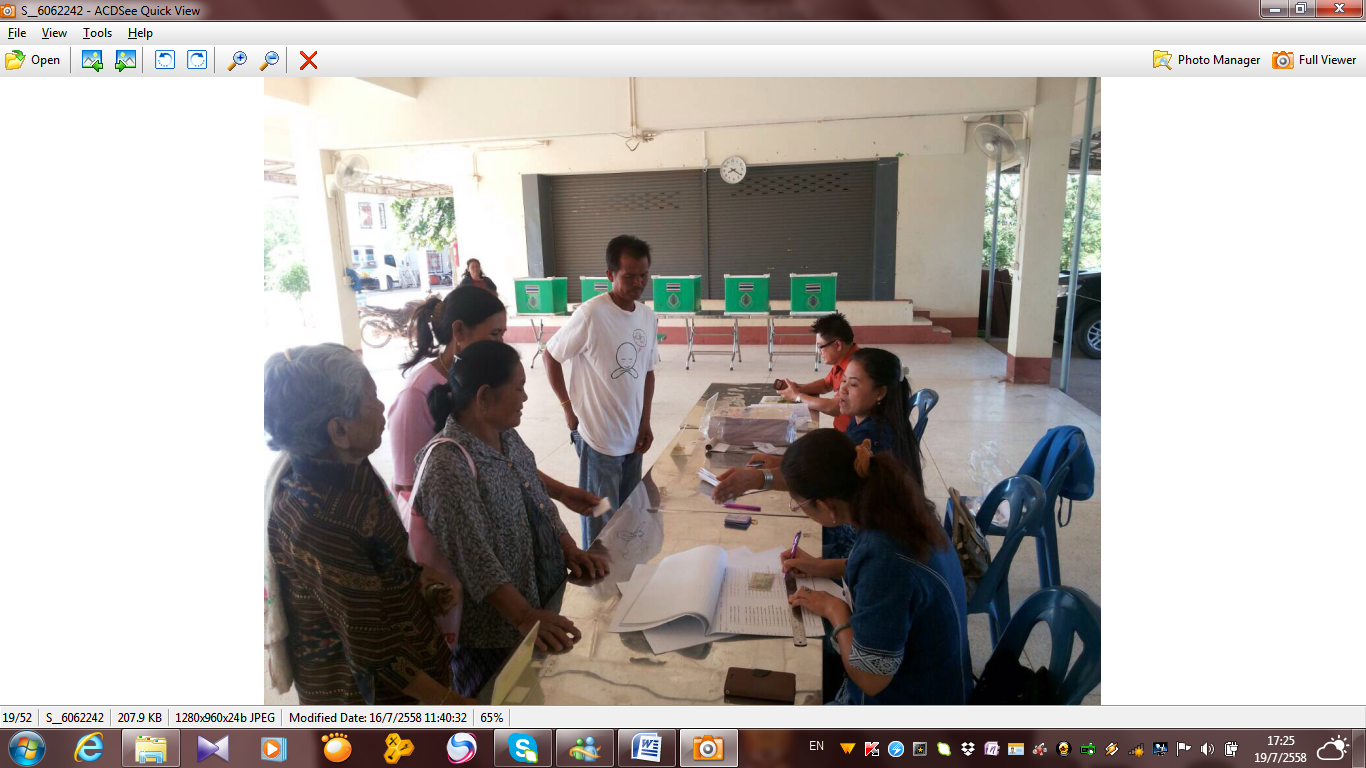 S__6062242 - ACDSee Quick View
File View Tools Help
Open Photo Manager Full Viewer
19/52 S__6062242 207.9 KB 1280x960x24b JPEG Modified Date: 16/7/2558 11:40:32 65%
EN 17:25
19/7/2558